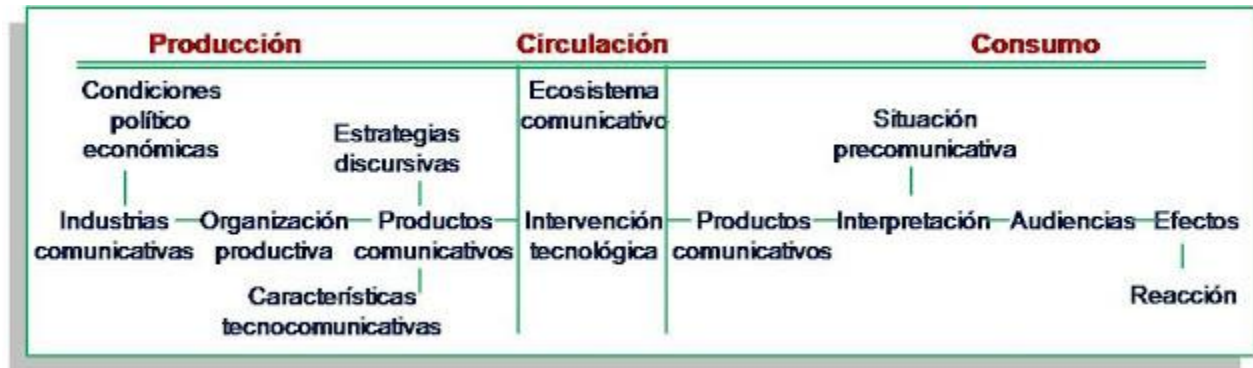 Producción
Circulación
Consumo
Condiciones
político
económicas
Estrategias
discursivas
Industrias
comunicativas
Organización
productiva
Productos
comunicativos
Características
tecnocomunicativas
Ecosistema
comunicativo
Intervención
tecnológica
Productos
comunicativos
Situación
precomunicativa
Interpretación
Audiencias
Efectos
Reacción